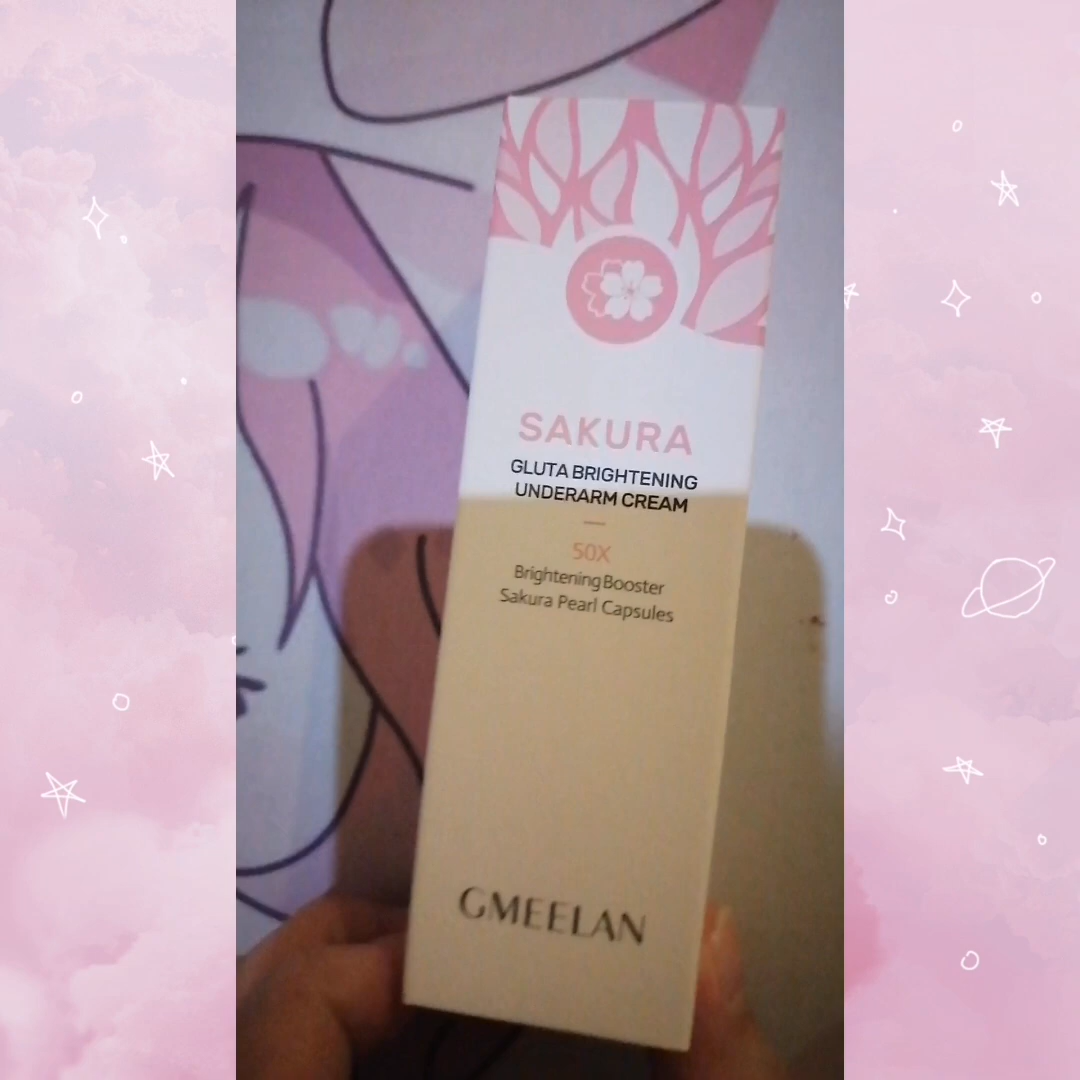 SAKURA
GLUTA BRIGHTENING
UNDERARM CREAM
50X
Brightening Booster
Sakura Pearl Capsules
GMEELAN